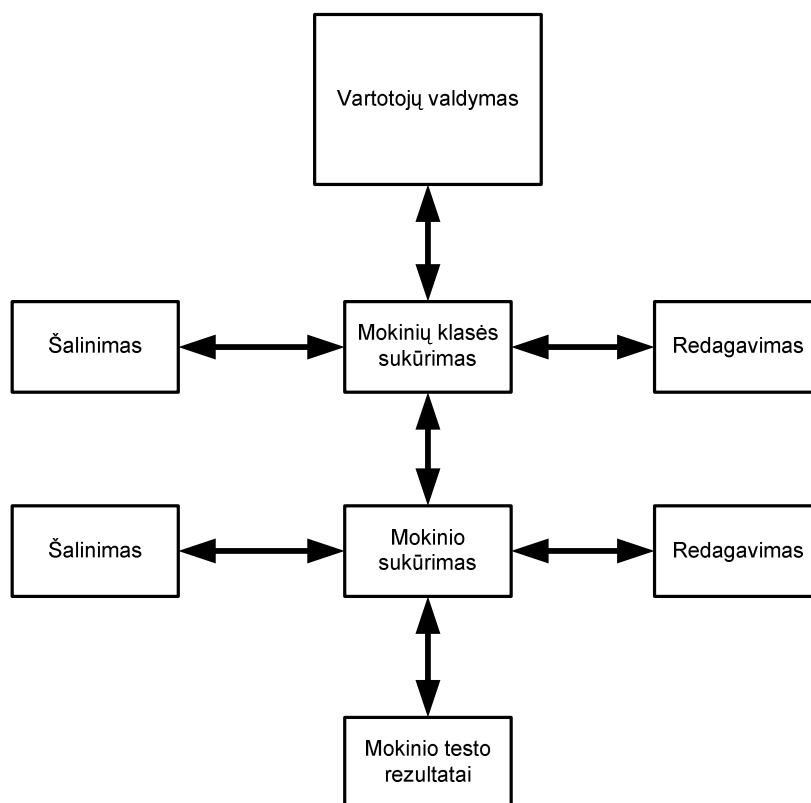 Vartotojų valdymas
Šalinimas
Mokinių klasės
sukūrimas
Redagavimas
Šalinimas
Mokinio
sukūrimas
Redagavimas
Mokinio testo
rezultatai